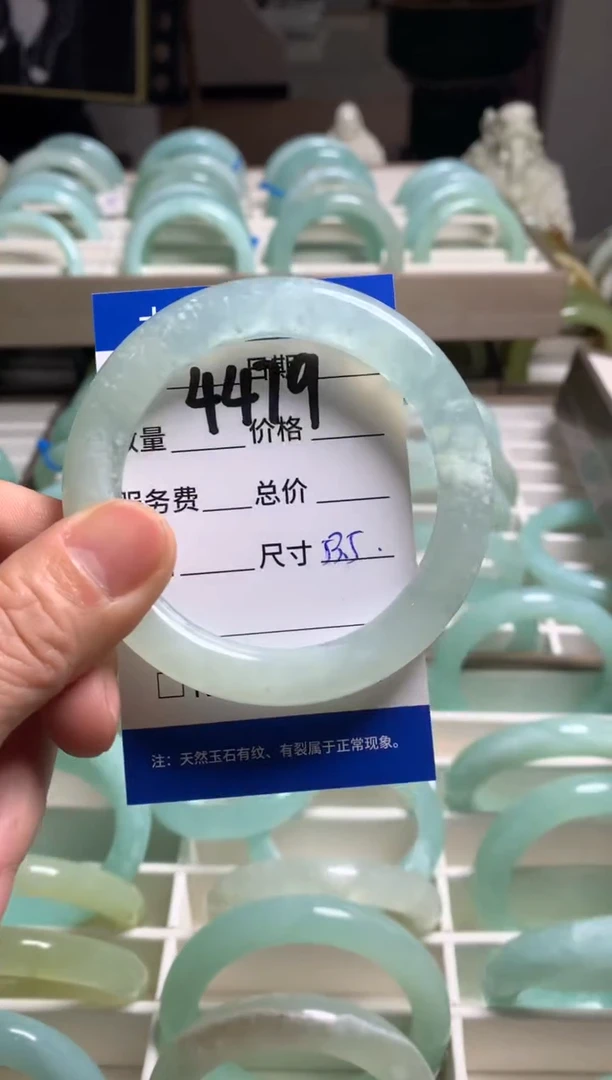 日期
4479
数量 价格
服务费 总价
尺寸
注：天然玉石有纹、有裂属于正常现象。